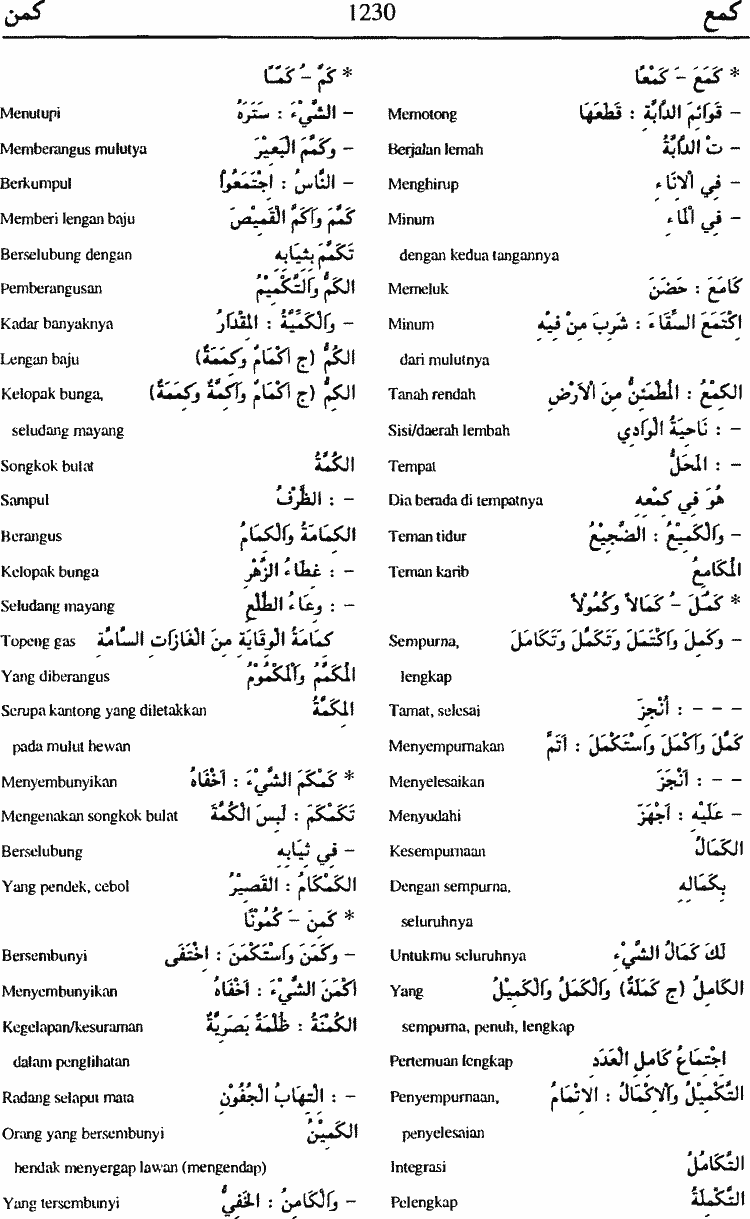 كمع 1230 كمن
* كَمَعَ - كَمْعًا
- قَوَائِمَ الدَّابَّةِ : قَطَعَهَا Memotong
- تْ الدَّابَّةُ Berjalan lemah
- فِي الْاِنَاءِ Menghirup
- فِي الْمَاءِ Minum
dengan kedua tangannya
كَامَعَ : حَضَنَ Memeluk
اِكْتَمَعَ السِّقَاءَ : شَرِبَ مِنْ فِيْهِ Minum
dari mulutnya
الكِمْعُ : الْمُطْمَئِنُّ مِنَ الْاَرْضِ Tanah rendah
- : نَاحِيَةُ الْوَادِي Sisi/daerah lembah
- : الْمَحَلُّ Tempat
هُوَ فِي كِمْعِهِ Dia berada di tempatnya
- وَالْكَمِيْعُ : الضَّجِيْعُ Teman tidur
الْمُكَامِعُ Teman karib
* كَمُلَ - كَمَالاً وَكُمُوْلاً
- وَكَمِلَ وَاكْتَمَلَ وَتَكَمَّلَ وَتَكَامَلَ Sempurna,
lengkap
- - - : أُنْجِزَ Tamat, selesai
كَمَّلَ وَاَكْمَلَ وَاسْتَكْمَلَ : اَتَمَّ Menyempurnakan
- - : أَنْجَزَ Menyelesaikan
- عَلَيْهِ : اَجْهَزَ Menyudahi
الكَمَالُ Kesempurnaan
بِكَمَالِهِ Dengan sempurna,
seluruhnya
لَكَ كَمَالُ الشَّيْءِ Untukmu seluruhnya
الكَامِلُ (ج كَمَلَةٌ) وَالْكَمَلُ وَالْكَمِيْلُ Yang
sempurna, penuh, lengkap
اِجْتِمَاعُ كَامِلِ الْعَدَدِ Pertemuan lengkap
التَّكْمِيْلُ وَالْاِكْمَالُ : الاِتْمَامُ Penyempurnaan,
penyelesaian
التَّكَامُلُ Integrasi
التَّكْمِلَةُ Pelengkap
* كَمَّ - كَمًّا
- الشَّيْءَ : سَتَرَهُ Menutupi
- وَكَمَّمَ الْبَعِيْرَ Memberangus mulutya
- النَّاسُ : اِجْتَمَعُوْا Berkumpul
كَمَّمَ وَاَكَمَّ الْقَمِيْصَ Memberi lengan baju
تَكَمَّمَ بِثِيَابِهِ Berselubung dengan
الكَمُّ وَالتَّكْمِيْمُ Pemberangusan
- وَالْكَمِّيَّةُ : الْمِقْدَارُ Kadar banyaknya
الكُمُّ (ج اَكْمَامٌ وَكِمَمَةٌ) Lengan baju
الكِمُّ (ج اَكْمَامٌ وَاَكِمَّةٌ وَكِمَمَةٌ) Kelopak bunga,
seludang mayang
الكُمَّةُ Songkok bulat
- : الظَّرْفُ Sampul
الكِمَامَةُ وَالْكِمَامُ Berangus
- : غِطَاءُ الزَّهْرِ Kelopak bunga
- : وِعَاءُ الطَّلْعِ Seludang mayang
كِمَامَةُ الْوِقَايَةِ مِنَ الْغَازَاتِ السَّامَّةِ Topeng gas
الْمُكَمَّمُ وَالْمَكْمُوْمُ Yang diberangus
الْمِكَمَّةُ Serupa kantong yang diletakkan
pada mulut hewan
* كَمْكَمَ الشَّيْءَ : اَخْفَاهُ Menyembunyikan
تَكَمْكَمَ : لَبِسَ الْكُمَّةَ Mengenakan songkok bulat
- فِي ثِيَابِهِ Berselubung
الكَمْكَامُ : القَصِيْرُ Yang pendek, cebol
* كَمِنَ - كُمُوْنًا
- وَكَمَنَ وَاسْتَكْمَنَ : اخْتَفَى Bersembunyi
اَكْمَنَ الشَّيْءَ : اَخْفَاهُ Menyembunyikan
الكُمْنَةُ : ظُلْمَةٌ بَصَرِيَّةٌ Kegelapan/kesuraman
dalam penglihatan
- : اِلْتِهَابُ الْجُفُوْنِ Radang selaput mata
الكَمِيْنُ Orang yang bersembunyi
hendak menyergap lawan (mengendap)
- وَالْكَامِنُ : الْخَفِيُّ Yang tersembunyi